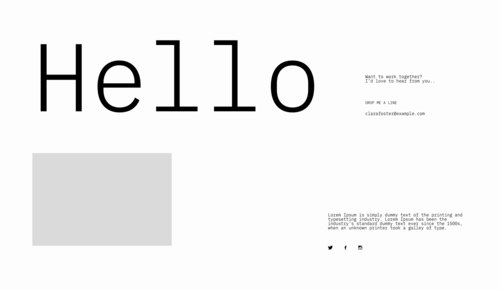 Hello
Want to work together?
I'd love to hear from you..
DROP ME A LINE
clarafoster@example.com
Lorem Ipsum is simply dummy text of the printing and
typesetting industry. Lorem Ipsum has been the
industry's standard dummy text ever since the 1500s,
when an unknown printer took a galley of type.